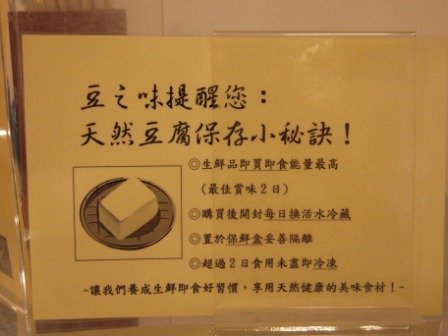 豆之味提醒您：
天然豆腐保存小秘訣！
◎生鮮品即買即食能量最高
（最佳賞味2日）
◎購買後開封每日換活水冷藏
◎置於保鮮盒妥善隔離
◎超過2日食用未盡即冷凍
~讓我們養成生鮮即食好習慣，享用天然健康的美味食材！~